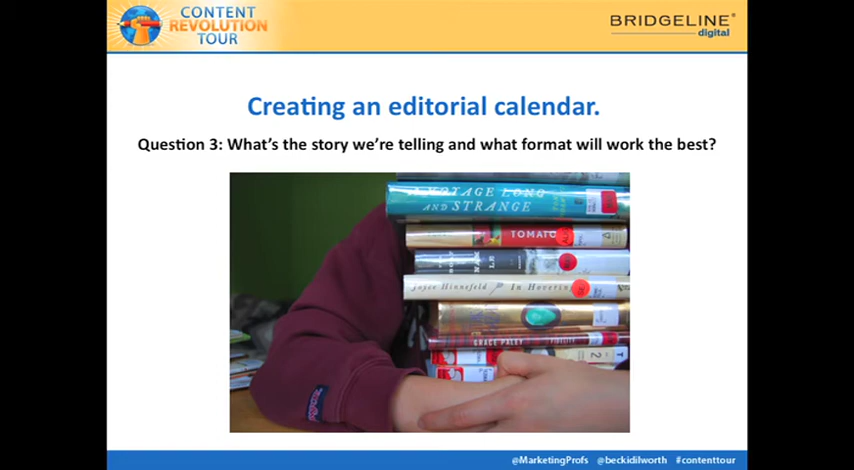 CONTENT
REVOLUTION
TOUR
BRIDGELINE®
digital
Creating an editorial calendar.
Question 3: What's the story we're telling and what format will work the best?
A VOYAGE LONG
AND STRANGE
TOMATO
Joyce Hinnefeld In Hovering
GRACE PALEY FIDELITY
2
T
@MarketingProfs @beckidilworth #contenttour